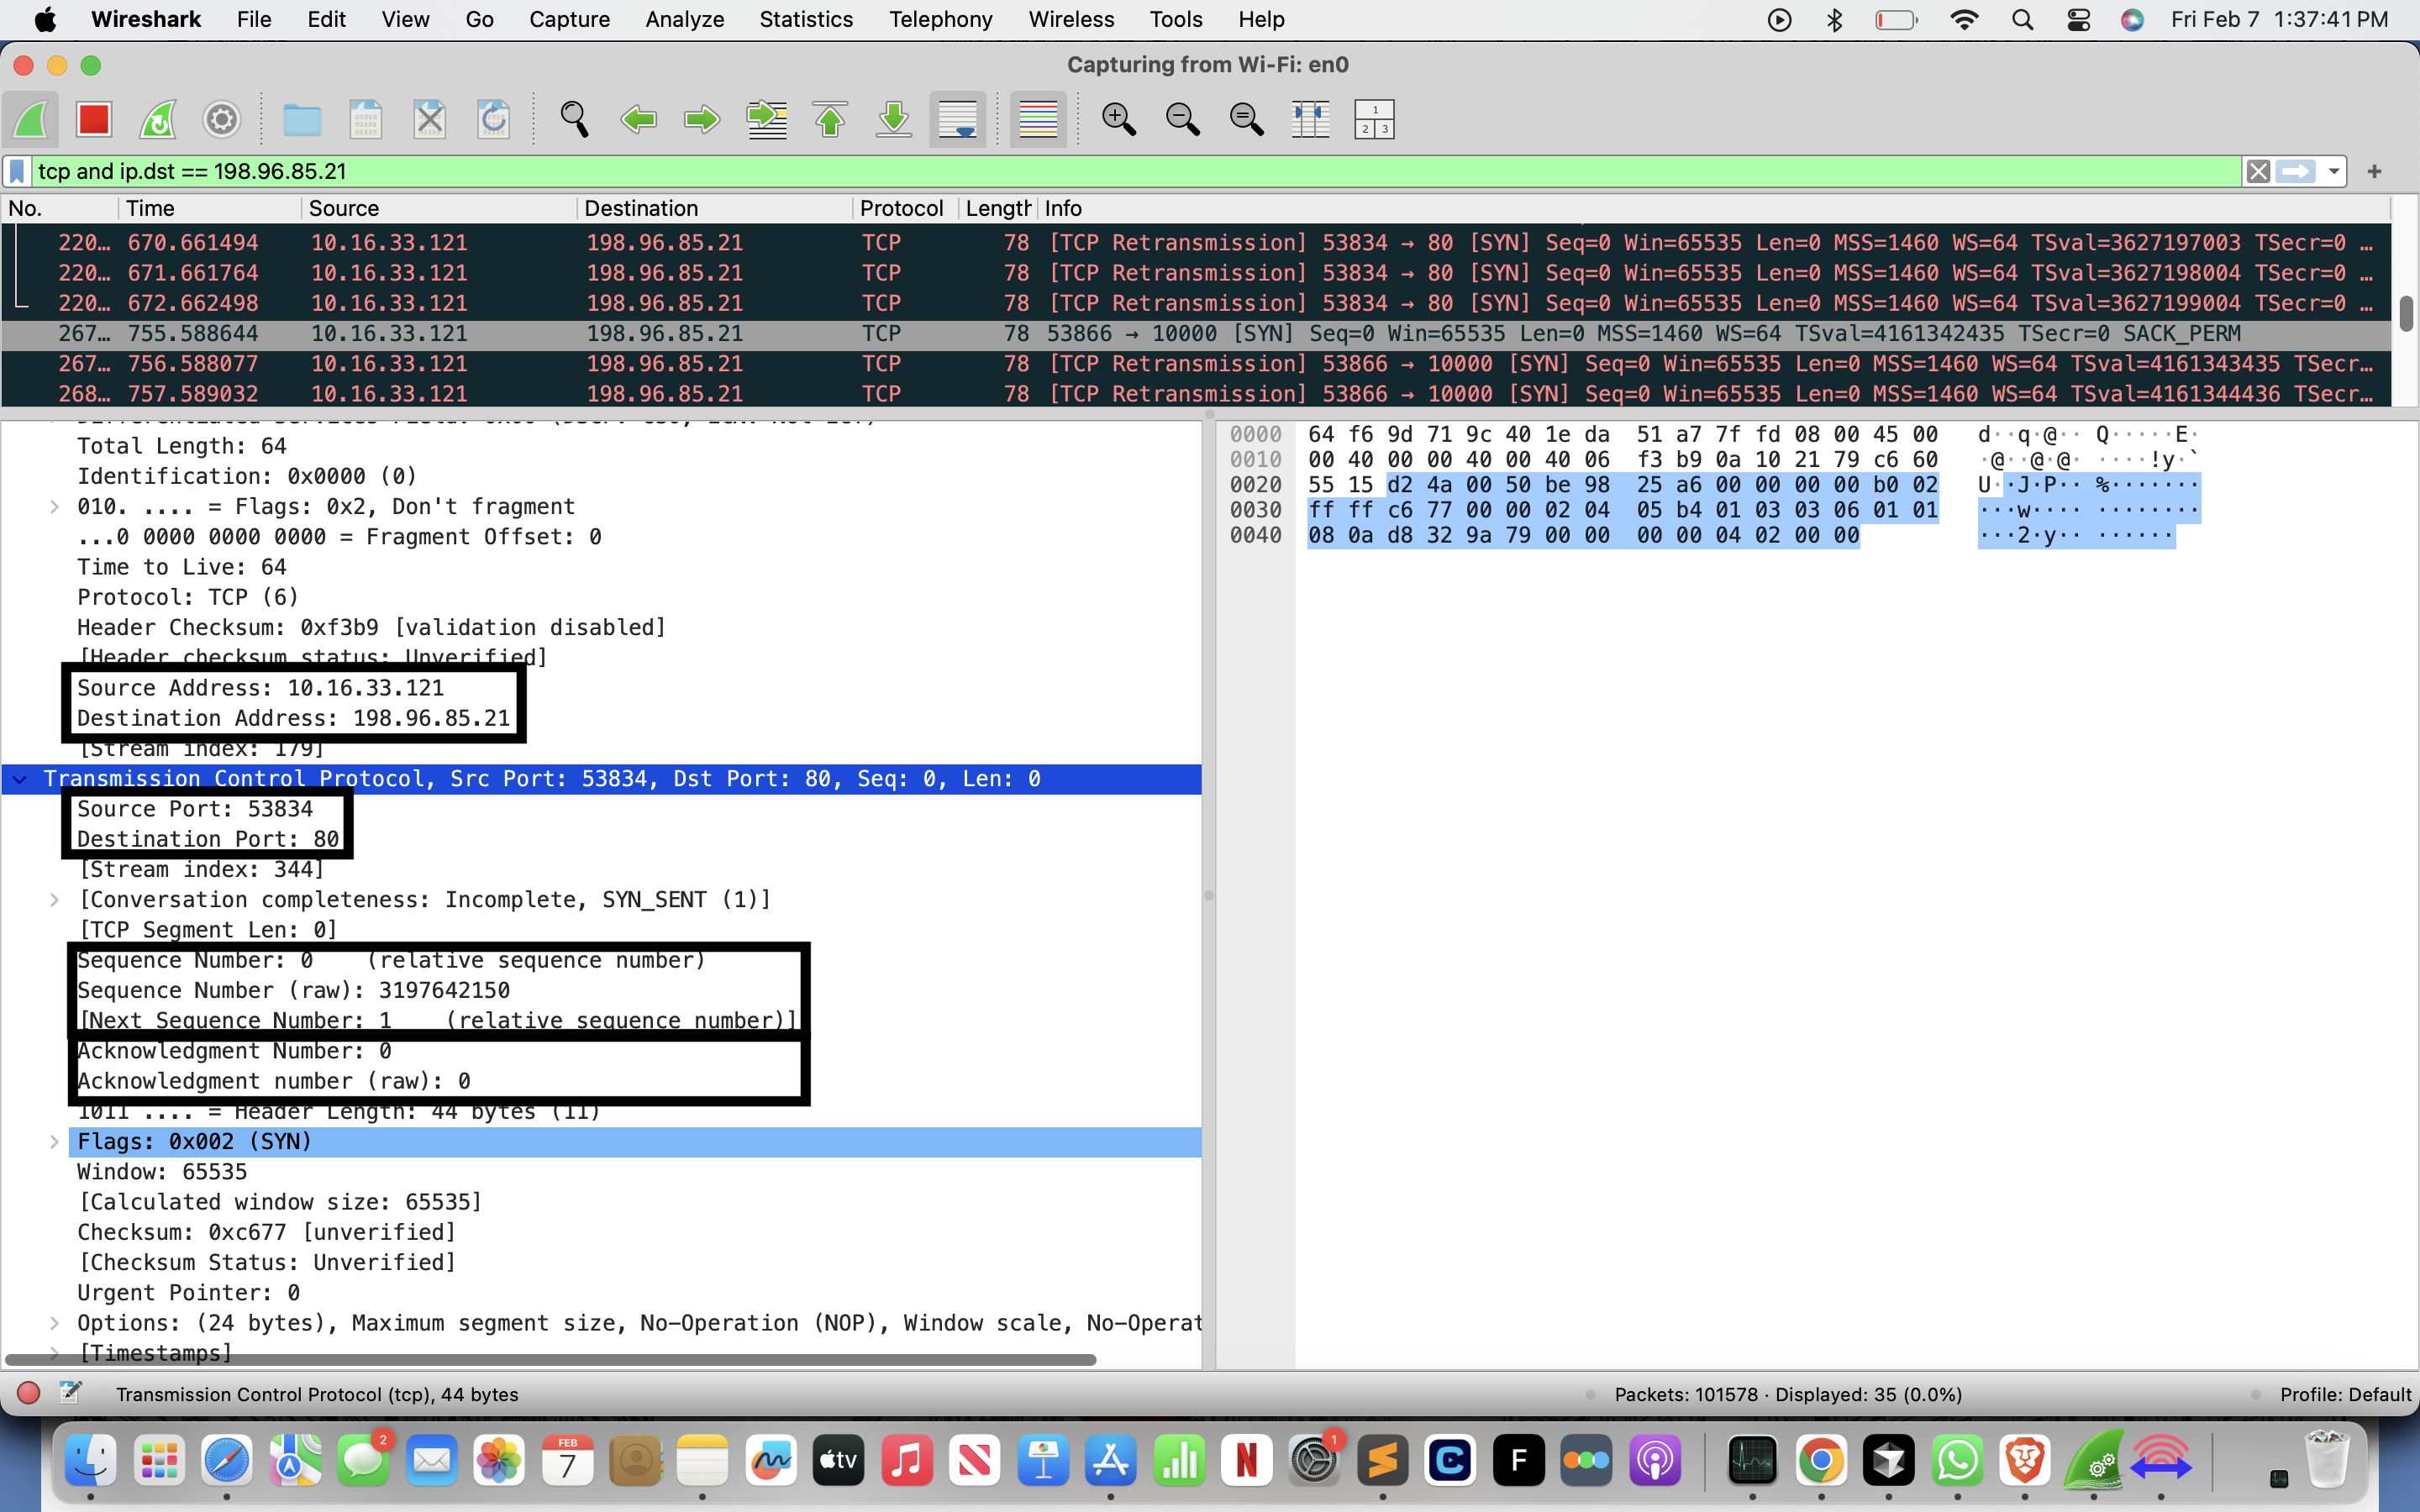 Wireshark File Edit View Go Capture Analyze Statistics Telephony Wireless Tools Help Fri Feb 7 1:37:41 PM
Capturing from Wi-Fi: en0
tcp and ip.dst == 198.96.85.21
No. Time Source Destination Protocol Length Info
220… 670.661494 10.16.33.121 198.96.85.21 TCP 78 [TCP Retransmission] 53834 → 80 [SYN] Seq=0 Win=65535 Len=0 MSS=1460 WS=64 TSval=3627197003 TSecr=0 …
220… 671.661764 10.16.33.121 198.96.85.21 TCP 78 [TCP Retransmission] 53834 → 80 [SYN] Seq=0 Win=65535 Len=0 MSS=1460 WS=64 TSval=3627198004 TSecr=0 …
220… 672.662498 10.16.33.121 198.96.85.21 TCP 78 [TCP Retransmission] 53834 → 80 [SYN] Seq=0 Win=65535 Len=0 MSS=1460 WS=64 TSval=3627199004 TSecr=0 …
267… 755.588644 10.16.33.121 198.96.85.21 TCP 78 53866 → 10000 [SYN] Seq=0 Win=65535 Len=0 MSS=1460 WS=64 TSval=4161342435 TSecr=0 SACK_PERM
267… 756.588077 10.16.33.121 198.96.85.21 TCP 78 [TCP Retransmission] 53866 → 10000 [SYN] Seq=0 Win=65535 Len=0 MSS=1460 WS=64 TSval=4161343435 TSecr…
268… 757.589032 10.16.33.121 198.96.85.21 TCP 78 [TCP Retransmission] 53866 → 10000 [SYN] Seq=0 Win=65535 Len=0 MSS=1460 WS=64 TSval=4161344436 TSecr…
Total Length: 64
Identification: 0x0000 (0)
010. .... = Flags: 0x2, Don't fragment
...0 0000 0000 0000 = Fragment Offset: 0
Time to Live: 64
Protocol: TCP (6)
Header Checksum: 0xf3b9 [validation disabled]
[Header checksum status: Unverified]
Source Address: 10.16.33.121
Destination Address: 198.96.85.21
[Stream index: 179]
Transmission Control Protocol, Src Port: 53834, Dst Port: 80, Seq: 0, Len: 0
Source Port: 53834
Destination Port: 80
[Stream index: 344]
[Conversation completeness: Incomplete, SYN_SENT (1)]
[TCP Segment Len: 0]
Sequence Number: 0 (relative sequence number)
Sequence Number (raw): 3197642150
[Next Sequence Number: 1 (relative sequence number)]
Acknowledgment Number: 0
Acknowledgment number (raw): 0
1011 .... = Header Length: 44 bytes (11)
Flags: 0x002 (SYN)
Window: 65535
[Calculated window size: 65535]
Checksum: 0xc677 [unverified]
[Checksum Status: Unverified]
Urgent Pointer: 0
Options: (24 bytes), Maximum segment size, No-Operation (NOP), Window scale, No-Operat
[Timestamps]
0000 64 f6 9d 71 9c 40 1e da 51 a7 7f fd 08 00 45 00 d··q·@·· Q·····E·
0010 00 40 00 00 40 00 40 06 f3 b9 0a 10 21 79 c6 60 ·@··@·@· ····!y·`
0020 55 15 d2 4a 00 50 be 98 25 a6 00 00 00 00 b0 02 U··J·P·· %·······
0030 ff ff c6 77 00 00 02 04 05 b4 01 03 03 06 01 01 ···w···· ········
0040 08 0a d8 32 9a 79 00 00 00 00 04 02 00 00 ···2·y·· ······
Transmission Control Protocol (tcp), 44 bytes
Packets: 101578 · Displayed: 35 (0.0%)
Profile: Default
2
FEB
7
tv
1
F